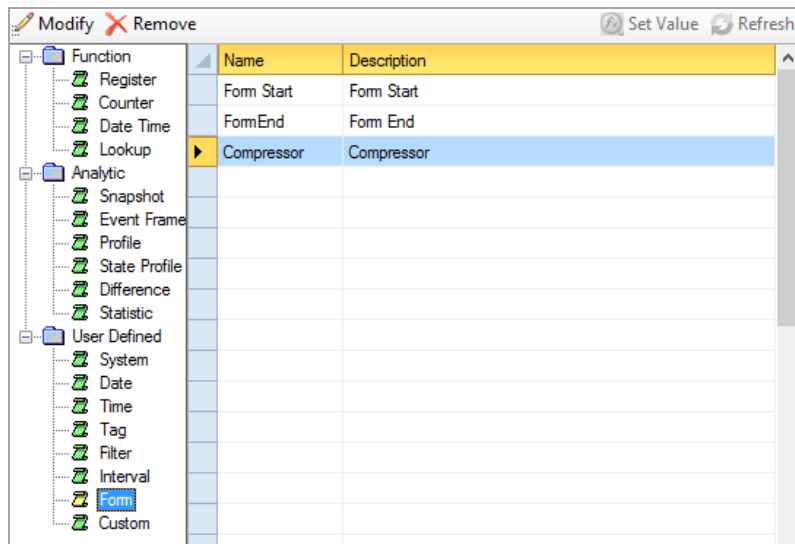 Modify Remove Set Value Refresh
Function
Register
Counter
Date Time
Lookup
Analytic
Snapshot
Event Frame
Profile
State Profile
Difference
Statistic
User Defined
System
Date
Time
Tag
Filter
Interval
Form
Custom
Name Description
Form Start Form Start
FormEnd Form End
Compressor Compressor